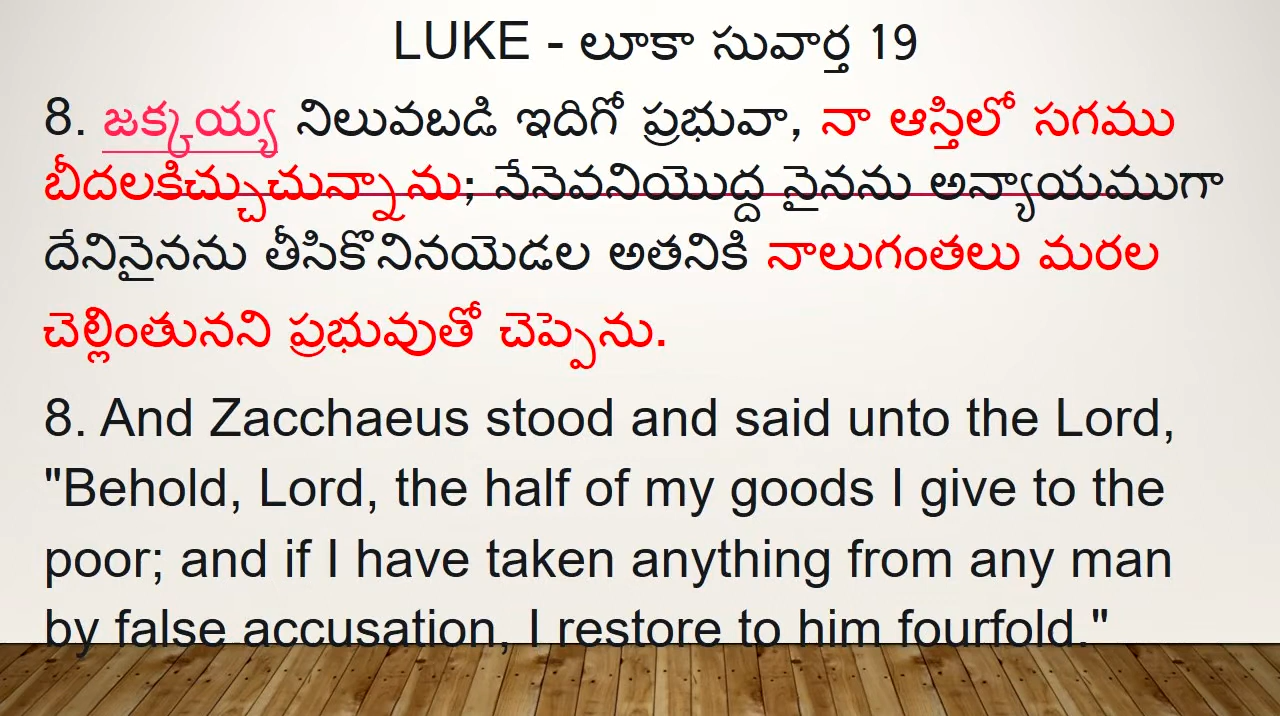 LUKE - లూకా సువార్త 19
8. జక్కయ్య నిలువబడి ఇదిగో ప్రభువా, నా ఆస్తిలో సగము
బీదలకిచ్చుచున్నాను; నేనెవనియొద్ద నైనను అన్యాయముగా
దేనినైనను తీసికొనినయెడల అతనికి నాలుగంతలు మరల
చెల్లింతునని ప్రభువుతో చెప్పెను.
8. And Zacchaeus stood and said unto the Lord,
"Behold, Lord, the half of my goods I give to the
poor; and if I have taken anything from any man
by false accusation, I restore to him fourfold."